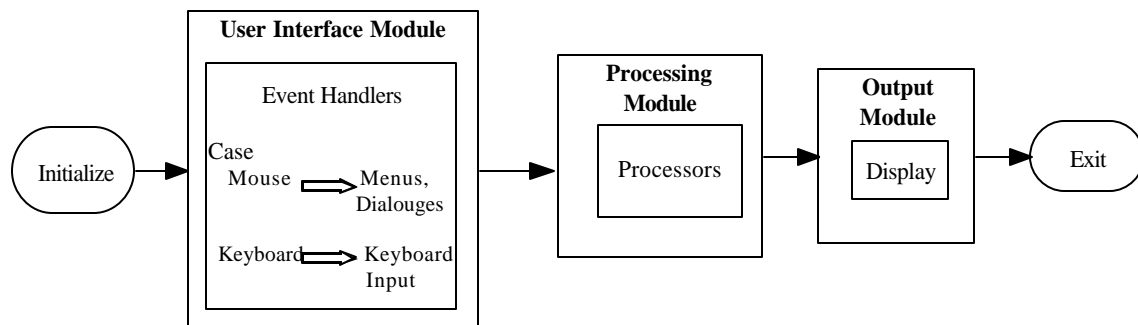 Initialize
User Interface Module
Event Handlers
Case
Mouse
Menus,
Dialouges
Keyboard
Keyboard
Input
Processing
Module
Processors
Output
Module
Display
Exit